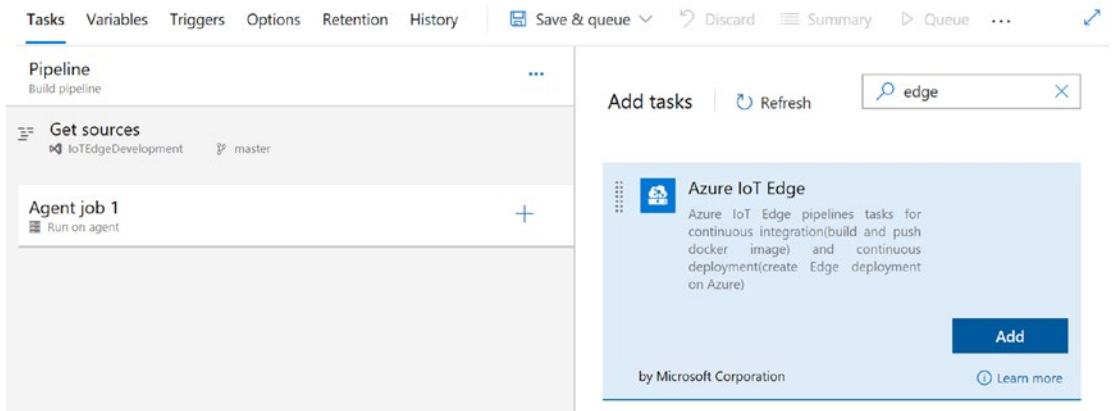 Tasks Variables Triggers Options Retention History Save & queue Discard Summary Queue ...
Pipeline
Build pipeline
Get sources
IoTEdgeDevelopment master
Agent job 1
Run on agent
Add tasks Refresh edge
Azure IoT Edge
Azure IoT Edge pipelines tasks for
continuous integration(build and push
docker image) and continuous
deployment(create Edge deployment
on Azure)
Add
by Microsoft Corporation Learn more